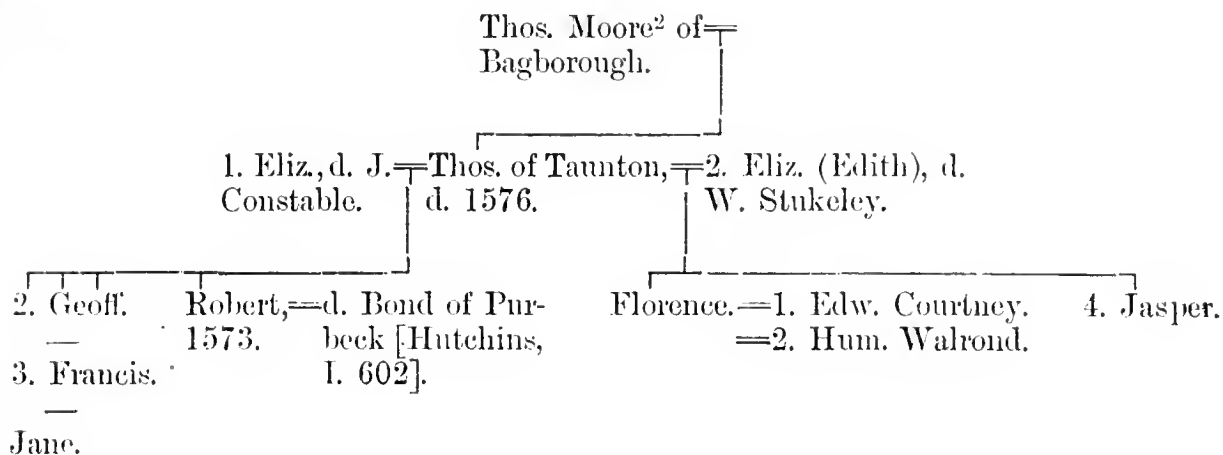 Thos. Moore² of
Bagborough.
1. Eliz., d. J. = Thos. of Taunton, = 2. Eliz. (Edith), d.
Constable. d. 1576. W. Stukeley.
2. Geoff. Robert, = d. Bond of Pur- Florence. = 1. Edw. Courtney. 4. Jasper.
— 1573. beck [Hutchins, = 2. Hum. Walrond.
3. Francis. I. 602].
—
Jane.